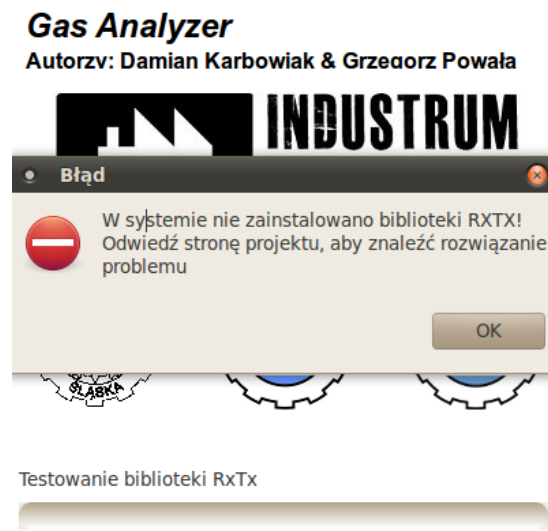 Gas Analyzer
Autorzy: Damian Karbowiak & Grzegorz Powała
INDUSTRUM
Błąd
W systemie nie zainstalowano biblioteki RXTX!
Odwiedź stronę projektu, aby znaleźć rozwiązanie
problemu
OK
ŚLĄSKA
Testowanie biblioteki RxTx